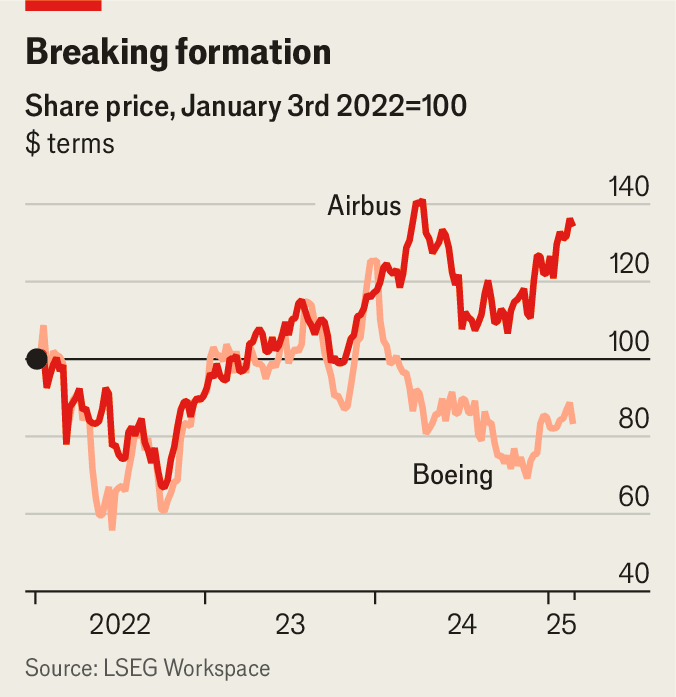 Breaking formation
Share price, January 3rd 2022=100
$ terms
140
Airbus
120
100
80
Boeing
60
40
2022 23 24 25
Source: LSEG Workspace